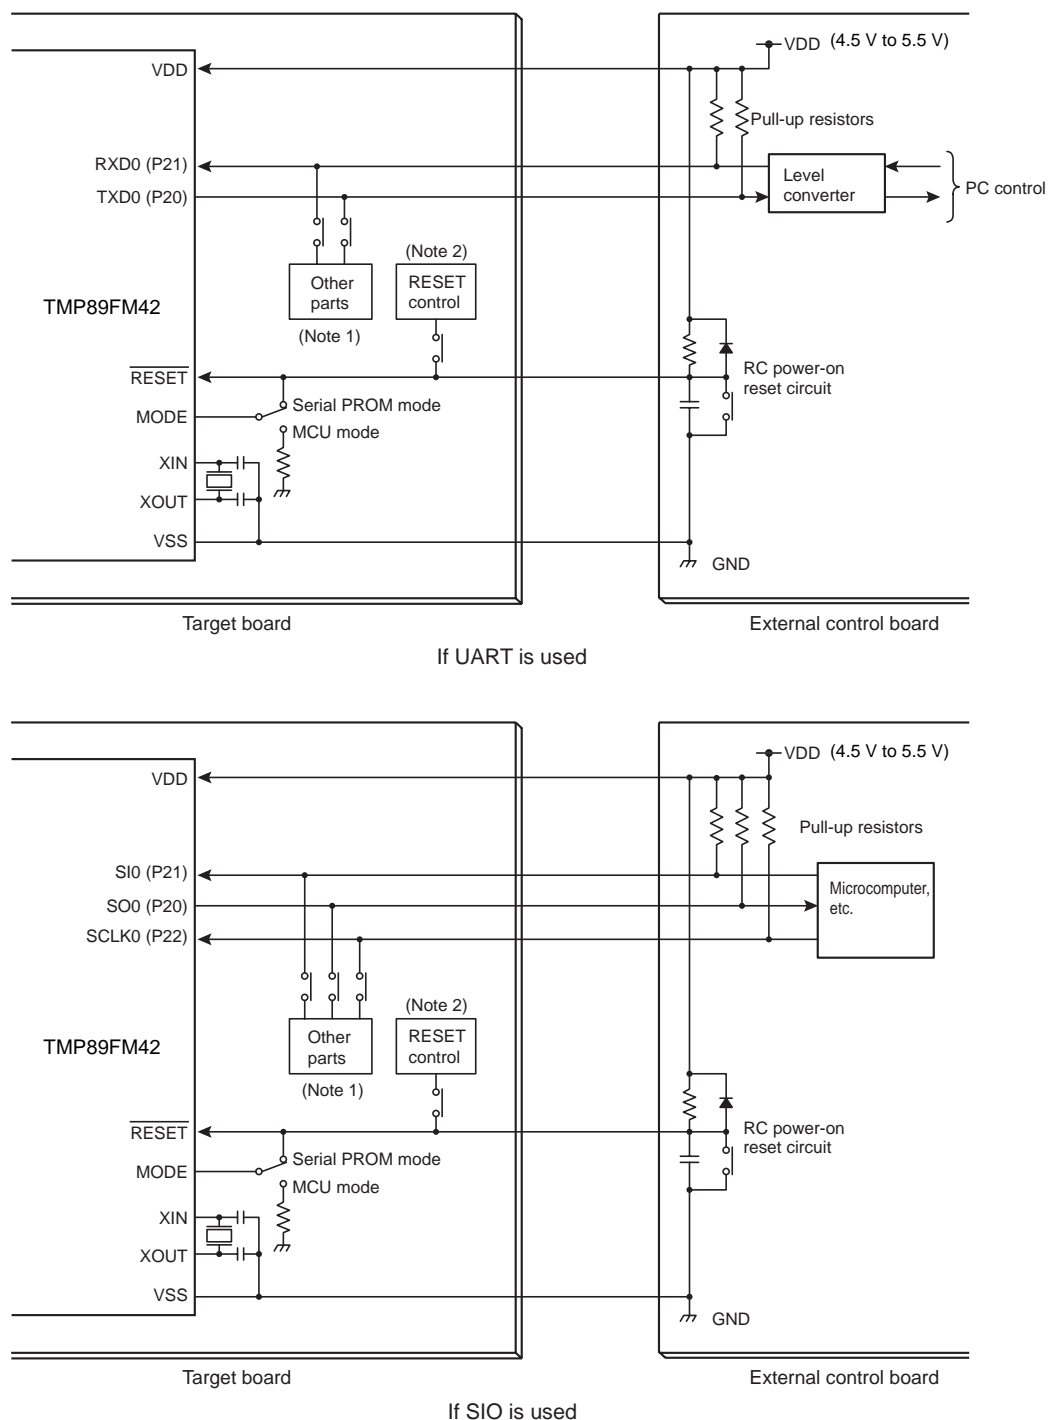 VDD (4.5 V to 5.5 V)
VDD
Pull-up resistors
RXD0 (P21)
TXD0 (P20)
Level
converter
PC control
(Note 2)
Other
parts
RESET
control
TMP89FM42
(Note 1)
RESET
RC power-on
reset circuit
Serial PROM mode
MODE
MCU mode
XIN
XOUT
VSS
GND
Target board
External control board
If UART is used
VDD (4.5 V to 5.5 V)
VDD
Pull-up resistors
SI0 (P21)
SO0 (P20)
SCLK0 (P22)
Microcomputer,
etc.
(Note 2)
Other
parts
RESET
control
TMP89FM42
(Note 1)
RESET
RC power-on
reset circuit
Serial PROM mode
MODE
MCU mode
XIN
XOUT
VSS
GND
Target board
External control board
If SIO is used